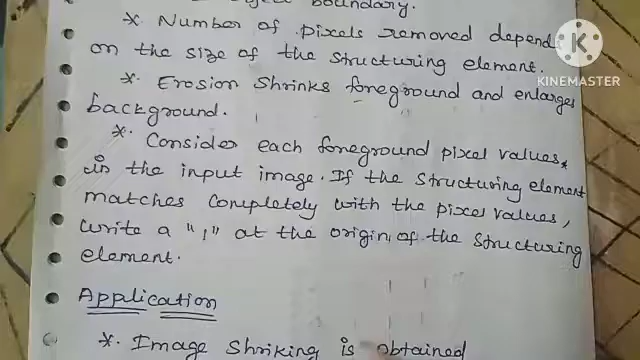 boundary.
*. Number of pixels removed depends
on the size of the structuring element.
*. Erosion shrinks foreground and enlarges
background.
*. Consider each foreground pixel values
in the input image. If the structuring element
matches completely with the pixel values,
write a "1" at the origin of the structuring
element.
Application
*. Image Shriking is obtained
KINEMASTER